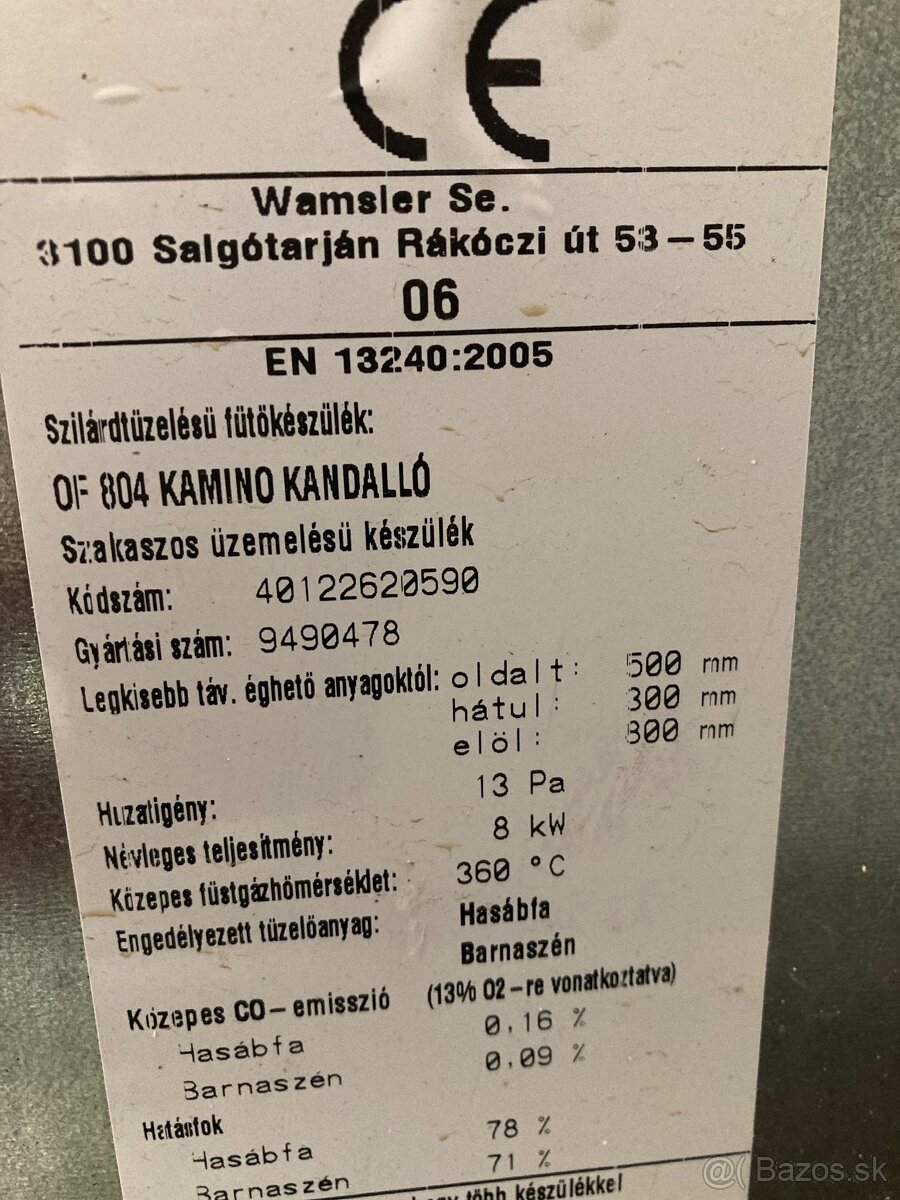 CE
Wamsler Se.
3100 Salgótarján Rákóczi út 53-55
06
EN 13240:2005
Szilárdtüzelésü fütökészülék:
OF 804 KAMINO KANDALLÓ
Szakaszos üzemelésü készülék
Kódszám: 40122620590
Gyártási szám: 9490478
Legkisebb táv. éghetö anyagoktól: oldalt: 500 mm
hátul: 300 mm
elöl: 800 mm
Huzatigény: 13 Pa
Névleges teljesítmény: 8 kW
Közepes füstgázhömérséklet: 360 °C
Engedélyezett tüzelöanyag: Hasábfa
Barnaszén
Közepes CO-emisszió (13% O2-re vonatkoztatva)
Hasábfa 0,16 %
Barnaszén 0,09 %
Hatásfok
Hasábfa 78 %
Barnaszén 71 %
több készülékkel
@( Bazos.sk